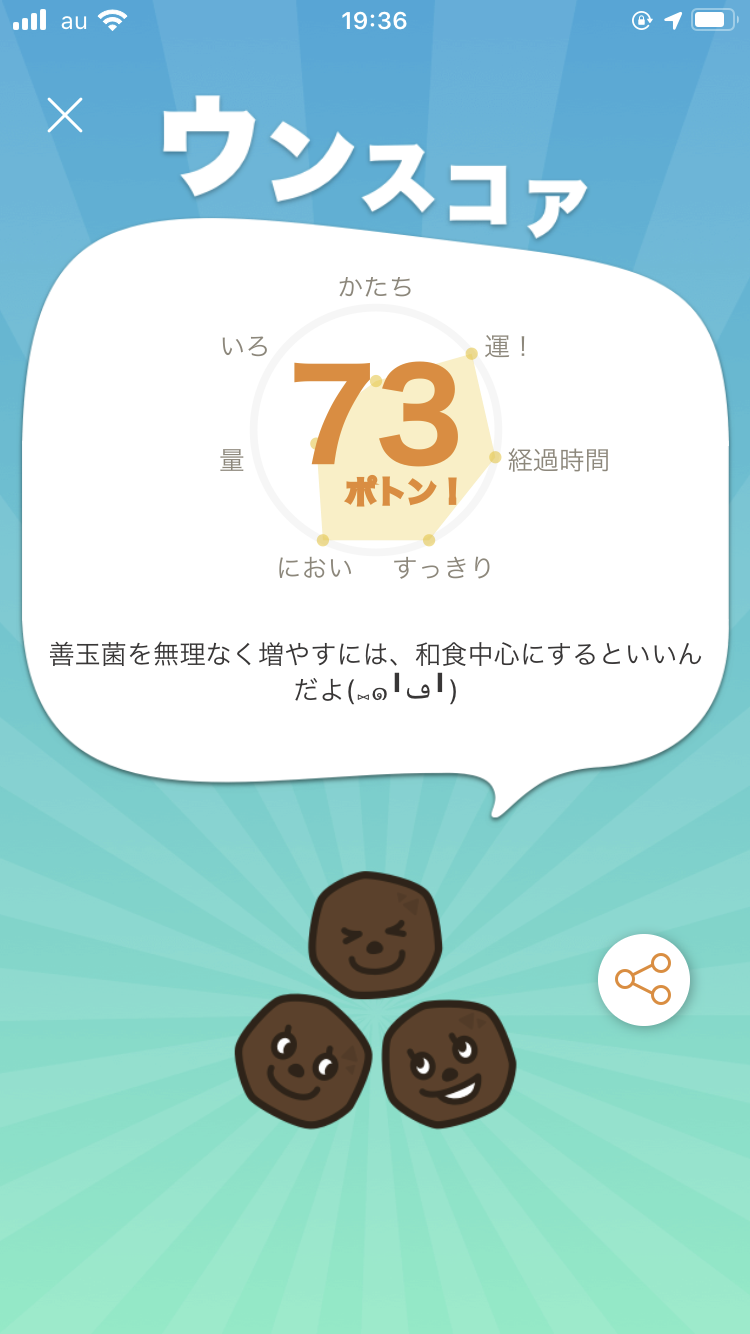 au 19:36
ウンスコア
かたち
いろ
運！
73
ポトン！
量
経過時間
におい
すっきり
善玉菌を無理なく増やすには、和食中心にするといいん
だよ(⑅๑╹ڡ╹)